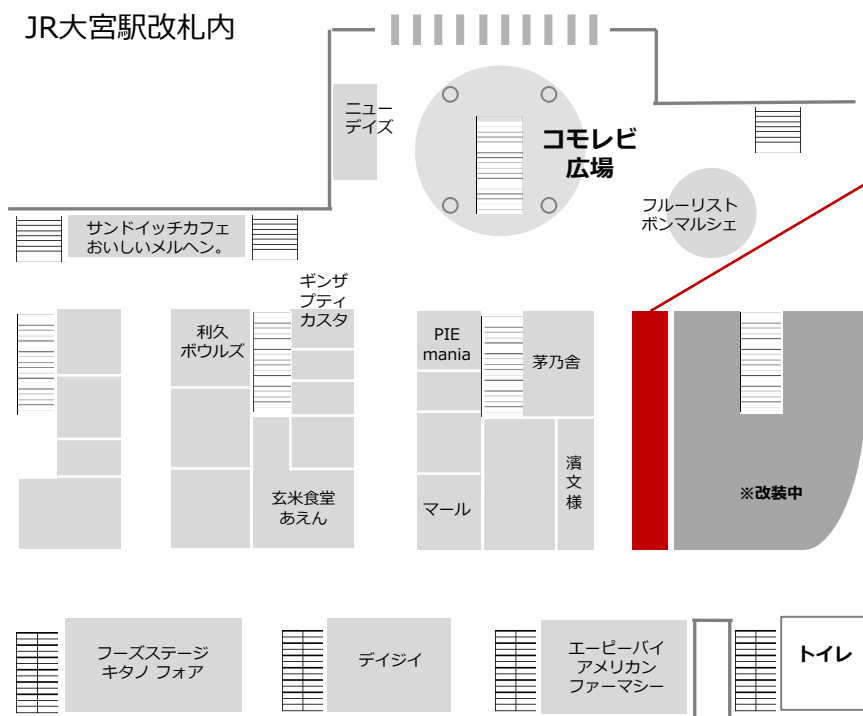 JR大宮駅改札内
ニュー
デイズ
コモレビ
広場
フルーリスト
ボンマルシェ
サンドイッチカフェ
おいしいメルヘン。
ギンザ
プティ
カスタ
利久
ボウルズ
PIE
mania
茅乃舎
玄米食堂
あえん
マール
濱
文
様
※改装中
フーズステージ
キタノ フォア
デイジイ
エーピーバイ
アメリカン
ファーマシー
トイレ